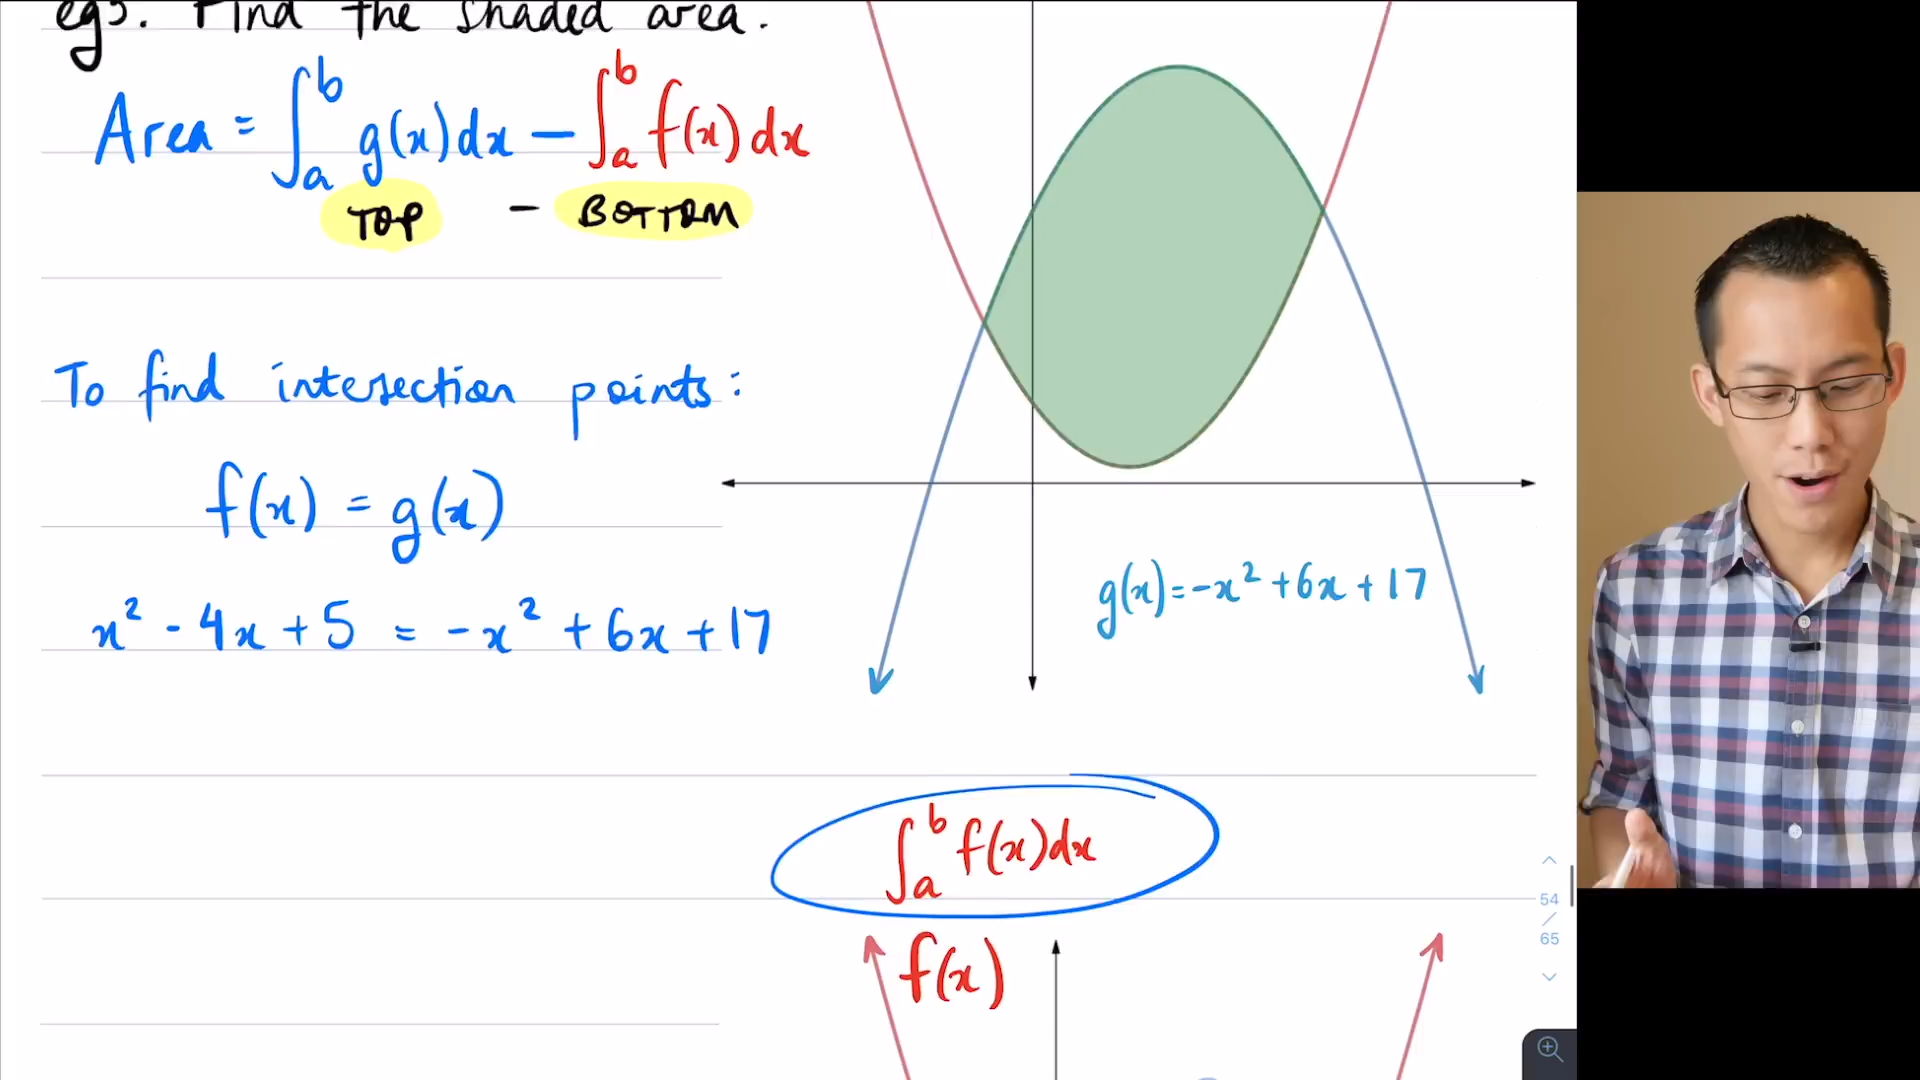 eg3. Find the shaded area.
Area = ∫_a^b g(x)dx − ∫_a^b f(x)dx
TOP − BOTTOM
To find intersection points:
f(x) = g(x)
x² - 4x + 5 = -x² + 6x + 17
g(x) = -x² + 6x + 17
∫_a^b f(x)dx
f(x)
54
/
65